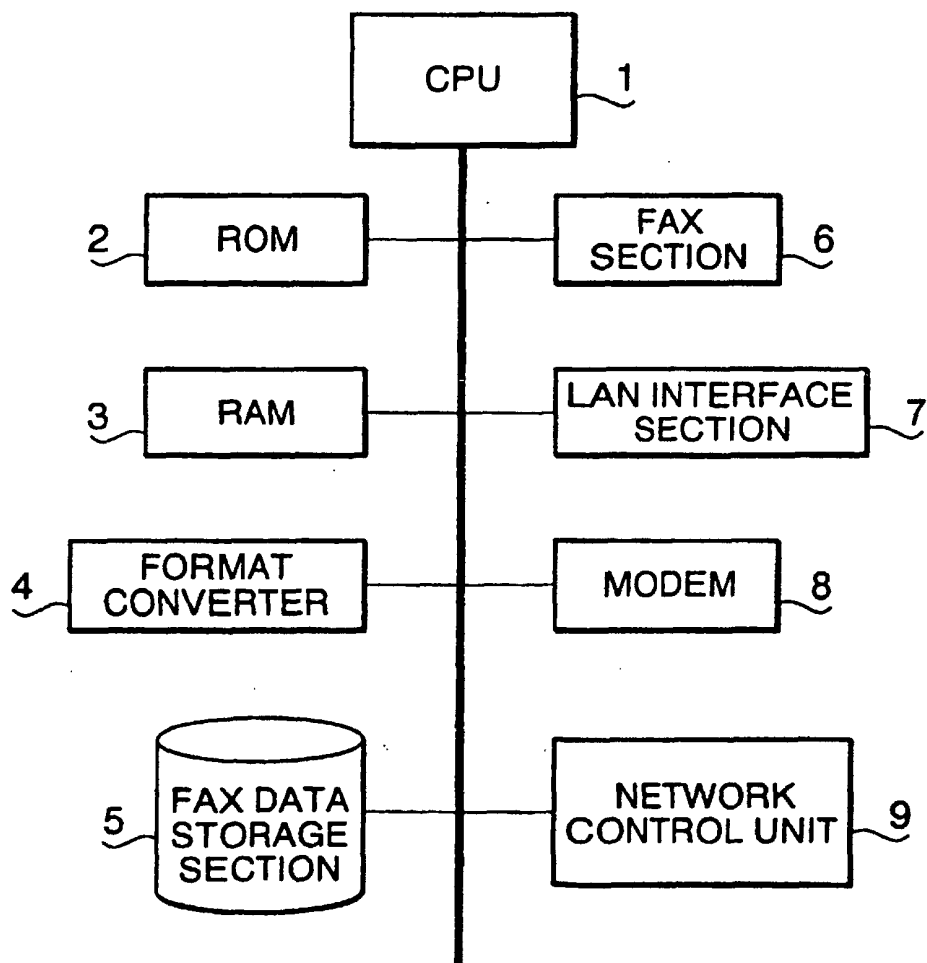 CPU
1
2
ROM
FAX
SECTION
6
3
RAM
LAN INTERFACE
SECTION
7
4
FORMAT
CONVERTER
MODEM
8
5
FAX DATA
STORAGE
SECTION
NETWORK
CONTROL UNIT
9